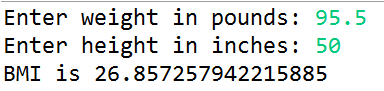 Enter weight in pounds: 95.5
Enter height in inches: 50
BMI is 26.857257942215885